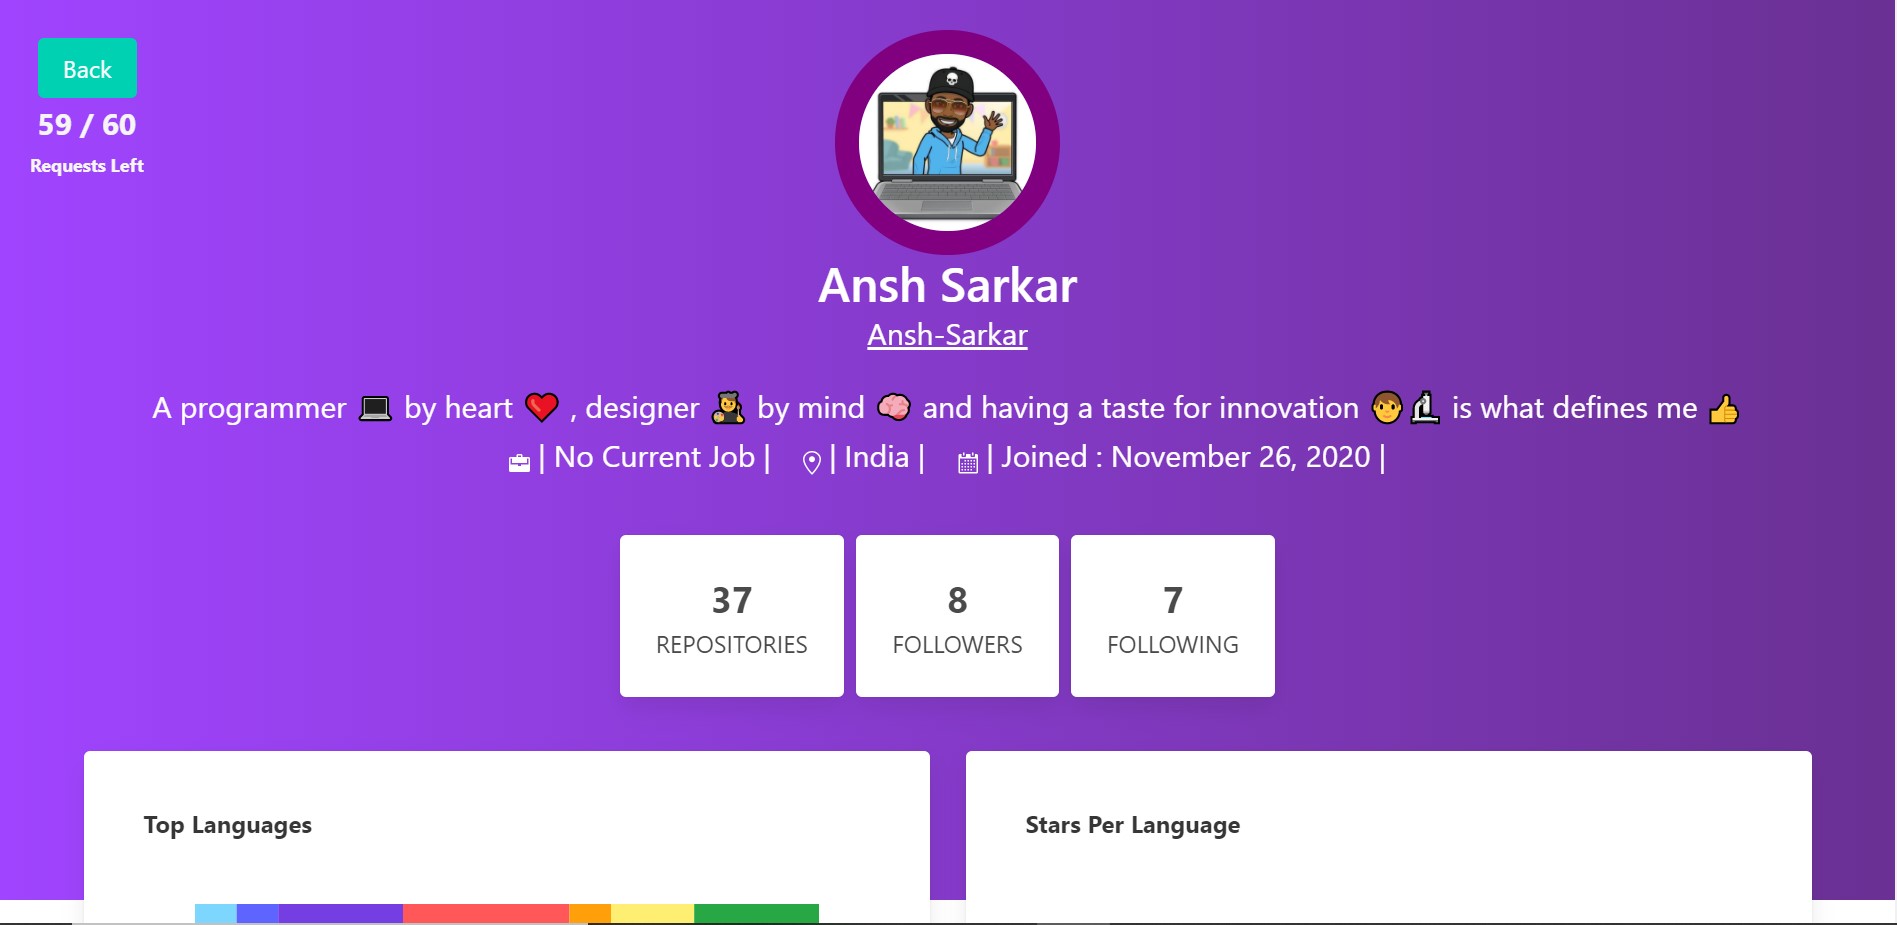 Back
59 / 60
Requests Left
Ansh Sarkar
Ansh-Sarkar
A programmer 💻 by heart ❤️ , designer 👩‍🎨 by mind 🧠 and having a taste for innovation 🧒🔬 is what defines me 👍
| No Current Job | | India | | Joined : November 26, 2020 |
37
REPOSITORIES
8
FOLLOWERS
7
FOLLOWING
Top Languages
Stars Per Language